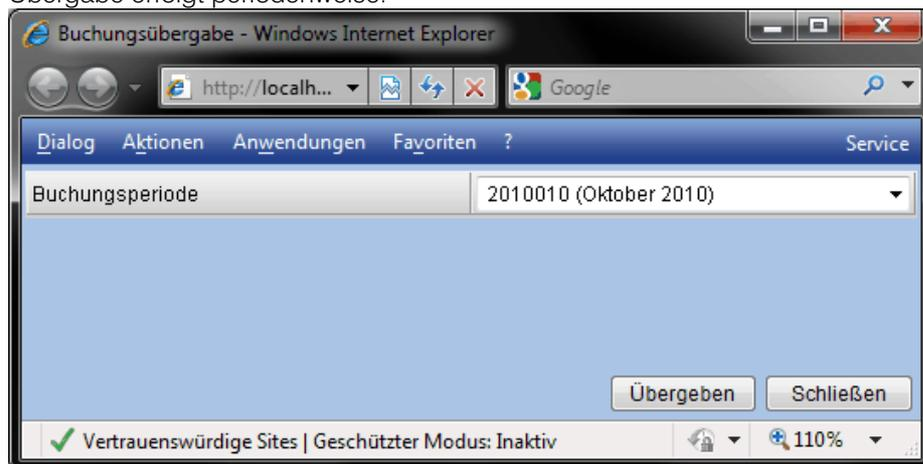 Übergabe erfolgt periodenweise.
Buchungsübergabe - Windows Internet Explorer
http://localh... Google
Dialog Aktionen Anwendungen Favoriten ? Service
Buchungsperiode 2010010 (Oktober 2010)
Übergeben Schließen
Vertrauenswürdige Sites | Geschützter Modus: Inaktiv 110%